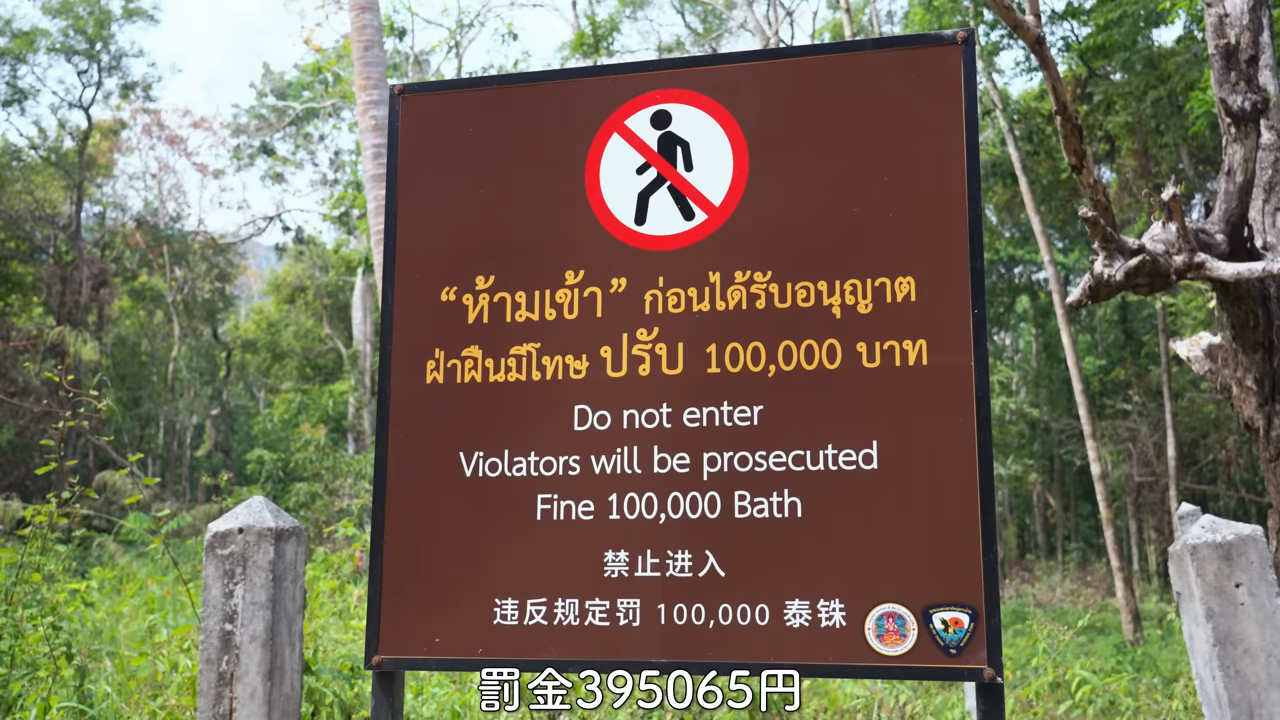 “ห้ามเข้า” ก่อนได้รับอนุญาต
ฝ่าฝืนมีโทษ ปรับ 100,000 บาท
Do not enter
Violators will be prosecuted
Fine 100,000 Bath
禁止进入
违反规定罚 100,000 泰铢
罰金395065円